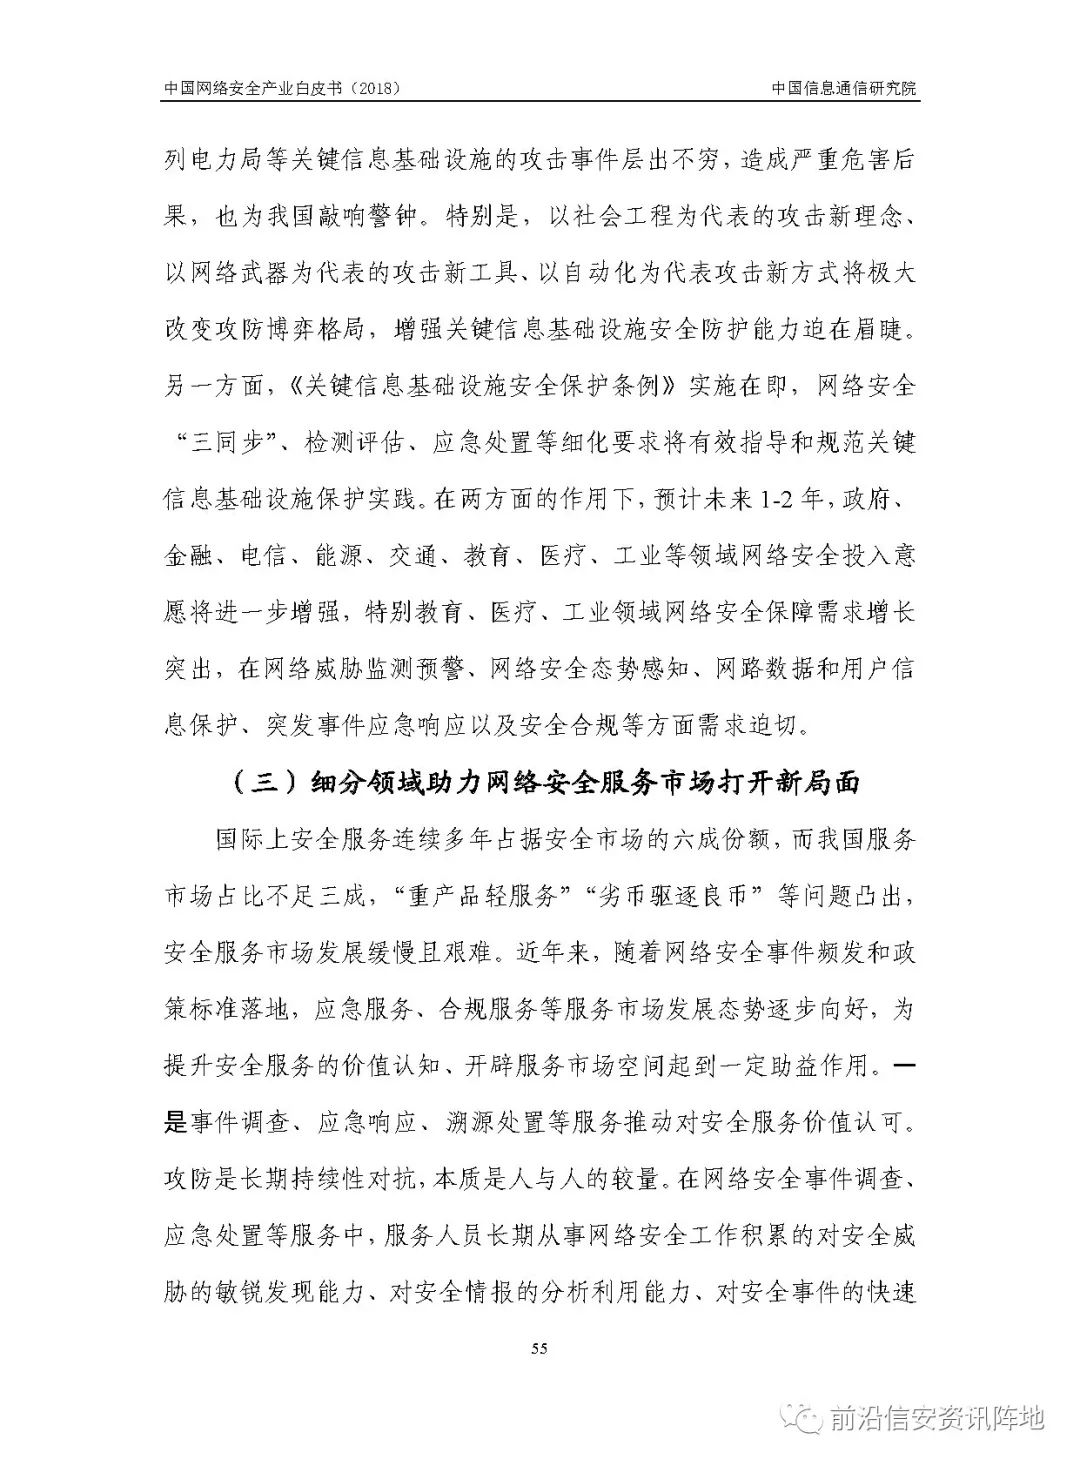 中国网络安全产业白皮书（2018） 中国信息通信研究院
列电力局等关键信息基础设施的攻击事件层出不穷，造成严重危害后
果，也为我国敲响警钟。特别是，以社会工程为代表的攻击新理念、
以网络武器为代表的攻击新工具、以自动化为代表攻击新方式将极大
改变攻防博弈格局，增强关键信息基础设施安全防护能力迫在眉睫。
另一方面，《关键信息基础设施安全保护条例》实施在即，网络安全
“三同步”、检测评估、应急处置等细化要求将有效指导和规范关键
信息基础设施保护实践。在两方面的作用下，预计未来1-2 年，政府、
金融、电信、能源、交通、教育、医疗、工业等领域网络安全投入意
愿将进一步增强，特别教育、医疗、工业领域网络安全保障需求增长
突出，在网络威胁监测预警、网络安全态势感知、网路数据和用户信
息保护、突发事件应急响应以及安全合规等方面需求迫切。
（三）细分领域助力网络安全服务市场打开新局面
国际上安全服务连续多年占据安全市场的六成份额，而我国服务
市场占比不足三成，“重产品轻服务”“劣币驱逐良币”等问题凸出，
安全服务市场发展缓慢且艰难。近年来，随着网络安全事件频发和政
策标准落地，应急服务、合规服务等服务市场发展态势逐步向好，为
提升安全服务的价值认知、开辟服务市场空间起到一定助益作用。一
是事件调查、应急响应、溯源处置等服务推动对安全服务价值认可。
攻防是长期持续性对抗，本质是人与人的较量。在网络安全事件调查、
应急处置等服务中，服务人员长期从事网络安全工作积累的对安全威
胁的敏锐发现能力、对安全情报的分析利用能力、对安全事件的快速
55
前沿信安资讯阵地